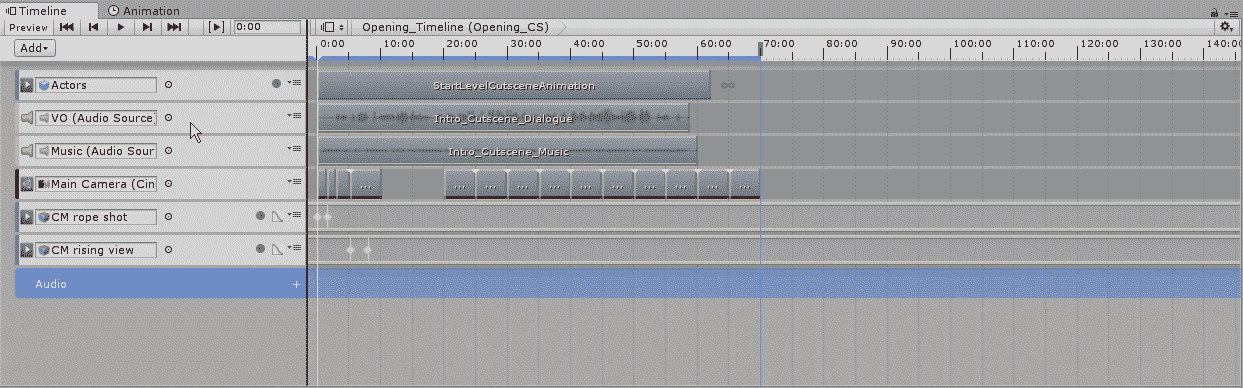 Timeline Animation
Preview 0:00 Opening_Timeline (Opening_CS)
Add
0:00 10:00 20:00 30:00 40:00 50:00 60:00 70:00 80:00 90:00 100:00 110:00 120:00 130:00 140:0
Actors StartLevelCutsceneAnimation
VO (Audio Source) Intro_Cutscene_Dialogue
Music (Audio Sour Intro_Cutscene_Music
Main Camera (Cin ... ... ... ... ... ... ... ... ... ... ...
CM rope shot
CM rising view
Audio +